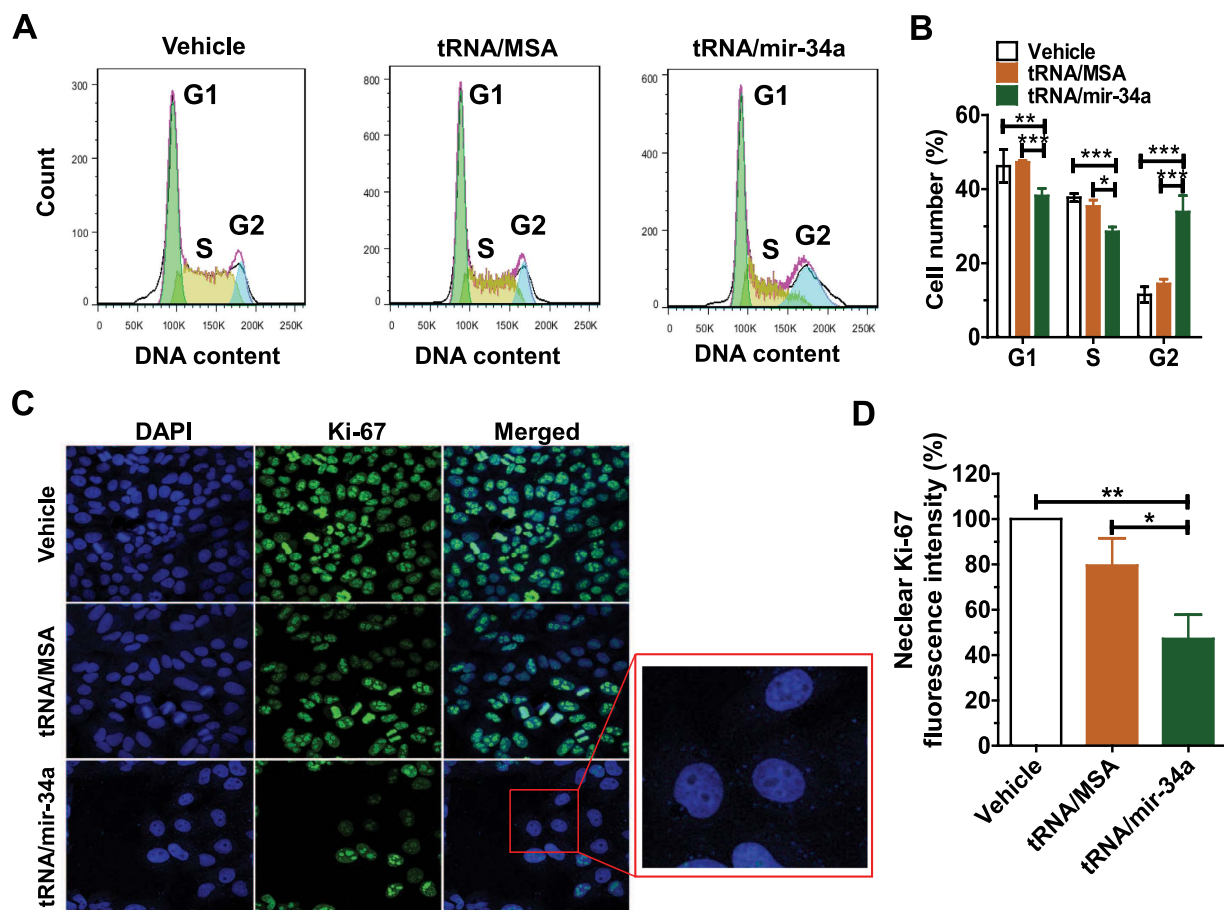 A
Vehicle
tRNA/MSA
tRNA/mir-34a
Count
300
200
100
0
G1
S
G2
0 50K 100K 150K 200K 250K
DNA content
800
600
400
200
0
G1
S
G2
0 50K 100K 150K 200K 250K
DNA content
600
400
200
0
G1
S
G2
0 50K 100K 150K 200K 250K
DNA content
B
Vehicle
tRNA/MSA
tRNA/mir-34a
Cell number (%)
60
40
20
0
** *** ***
*** * ***
G1 S G2
C
DAPI Ki-67 Merged
Vehicle
tRNA/MSA
tRNA/mir-34a
D
Neclear Ki-67
fluorescence intensity (%)
120
100
80
60
40
20
0
**
*
Vehicle
tRNA/MSA
tRNA/mir-34a